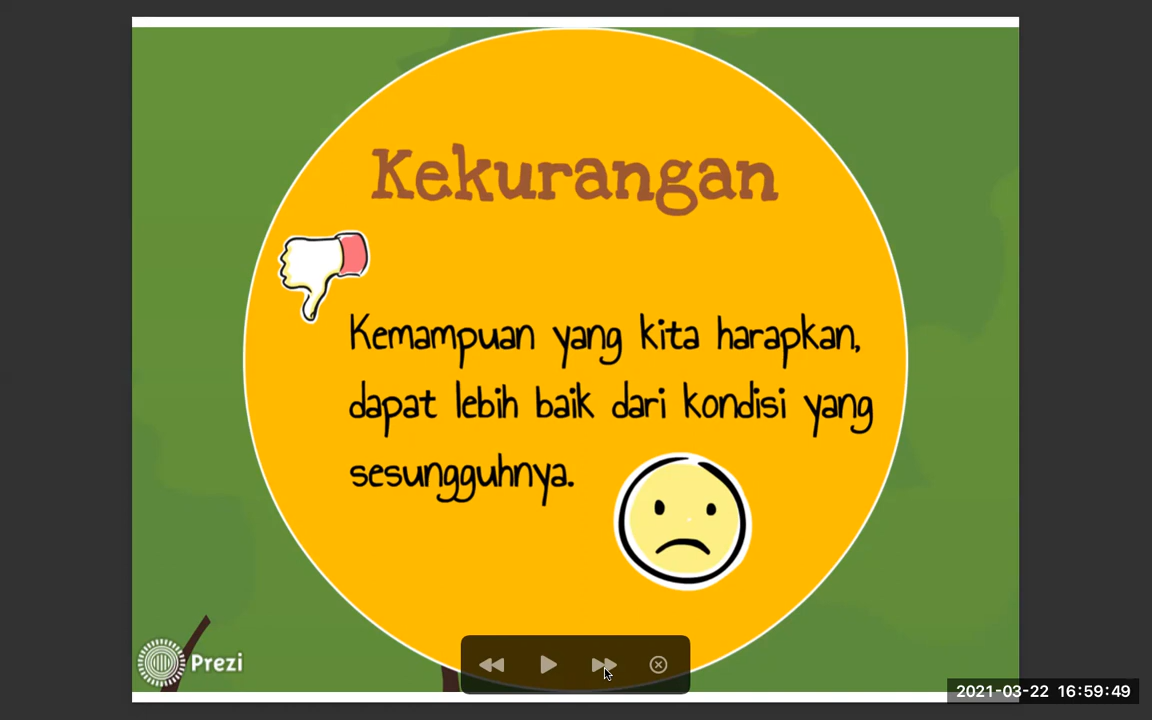 Kekurangan
Kemampuan yang kita harapkan,
dapat lebih baik dari kondisi yang
sesungguhnya.
Prezi
2021-03-22 16:59:49